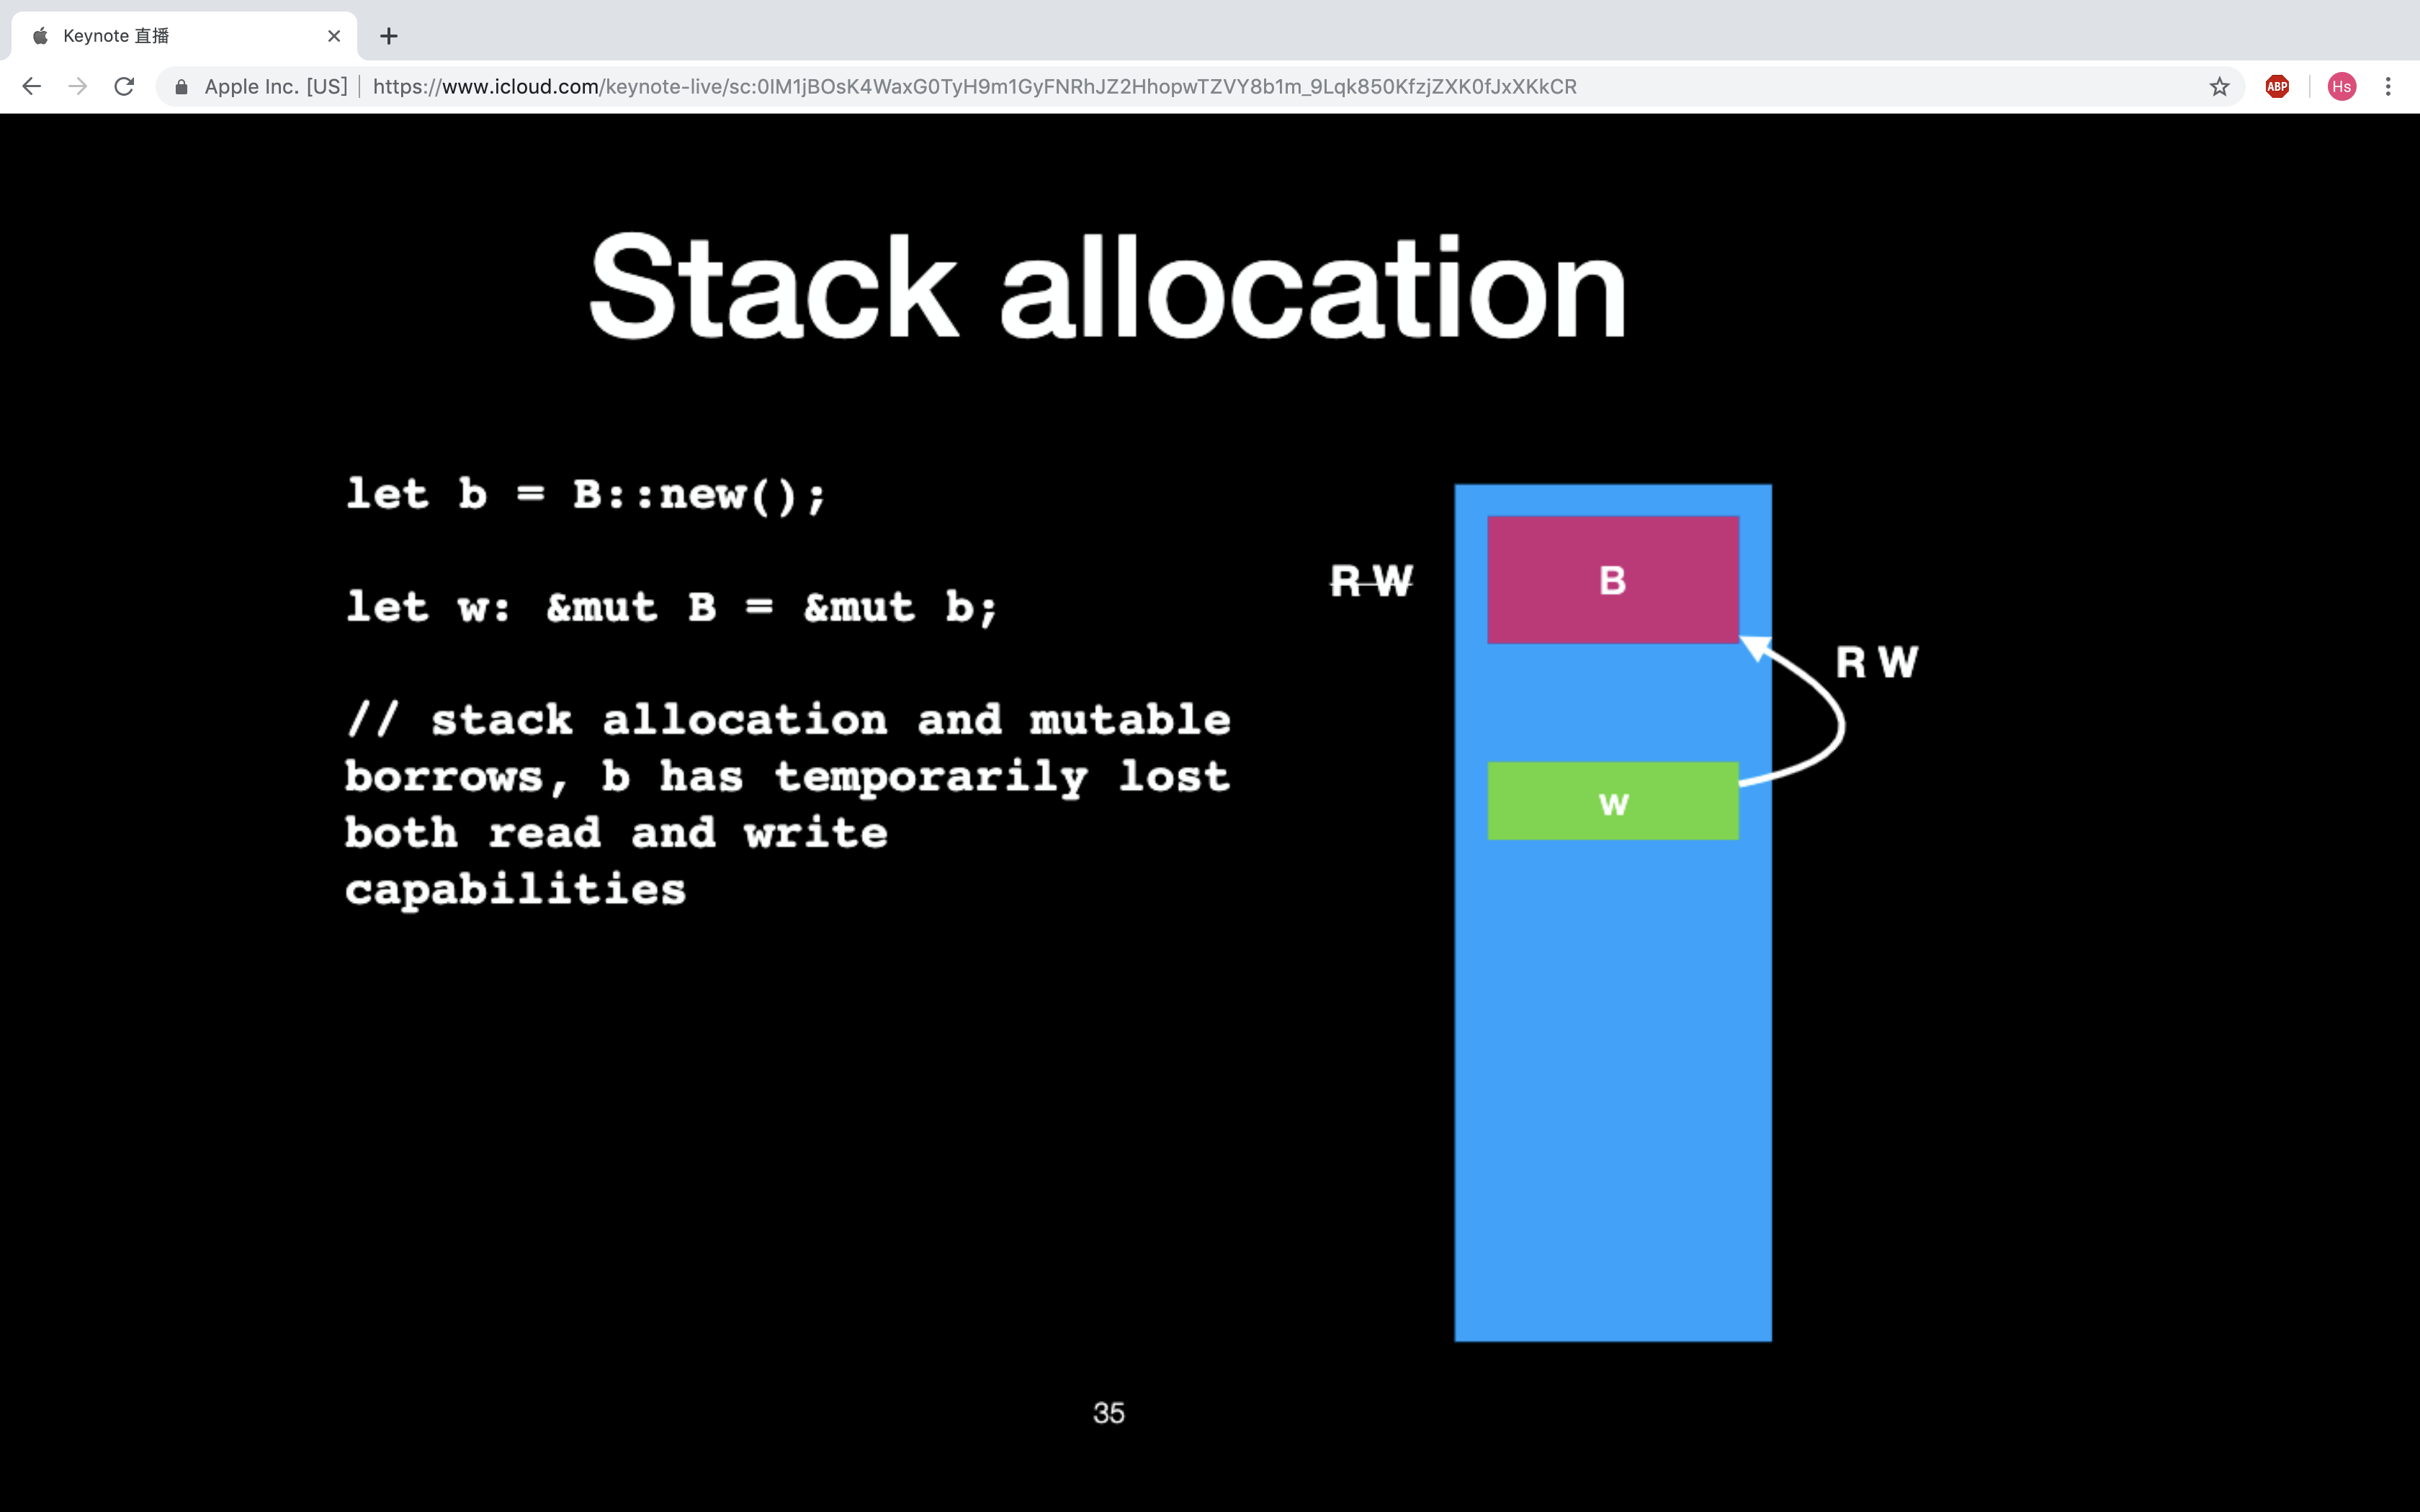 Keynote 直播
Apple Inc. [US] | https://www.icloud.com/keynote-live/sc:0IM1jBOsK4WaxG0TyH9m1GyFNRhJZ2HhopwTZVY8b1m_9Lqk850KfzjZXK0fJxXKkCR
ABP
Hs
Stack allocation
let b = B::new();
let w: &mut B = &mut b;
// stack allocation and mutable
borrows, b has temporarily lost
both read and write
capabilities
R W
B
R W
w
35